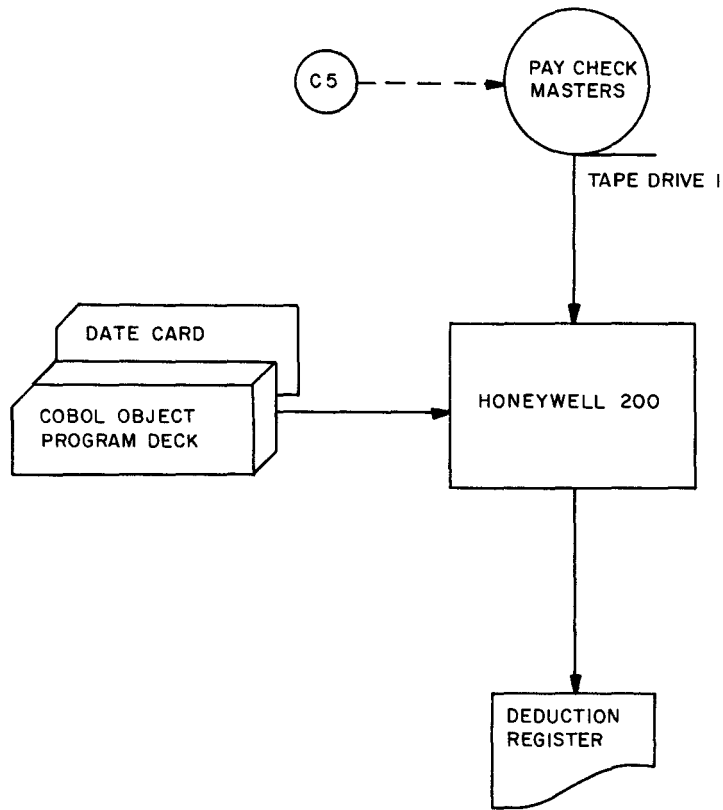 C5
PAY CHECK
MASTERS
TAPE DRIVE 1
DATE CARD
COBOL OBJECT
PROGRAM DECK
HONEYWELL 200
DEDUCTION
REGISTER